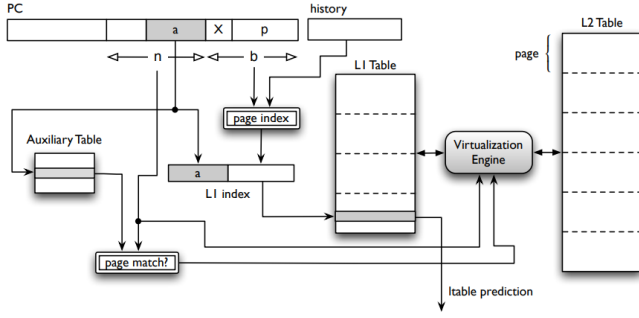 PC
history
L2 Table
a
X
p
n
b
L1 Table
page
page index
Auxiliary Table
Virtualization
Engine
a
L1 index
page match?
Itable prediction